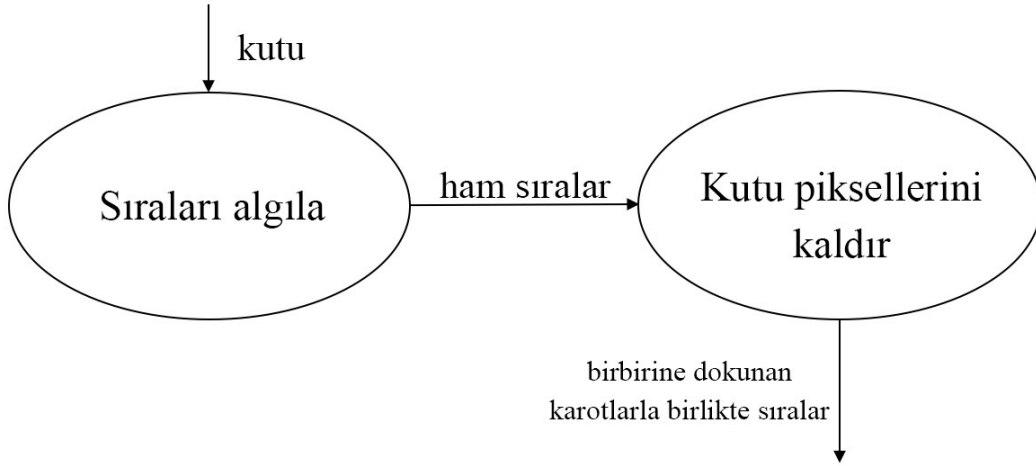 kutu
Sıraları algıla
ham sıralar
Kutu piksellerini
kaldır
birbirine dokunan
karotlarla birlikte sıralar